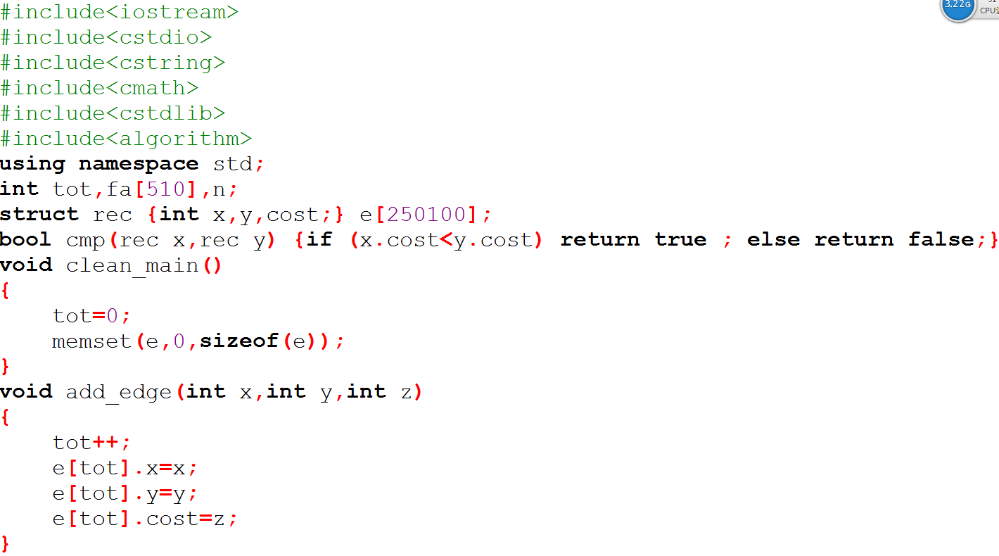 #include<iostream>
#include<cstdio>
#include<cstring>
#include<cmath>
#include<cstdlib>
#include<algorithm>
using namespace std;
int tot,fa[510],n;
struct rec {int x,y,cost;} e[250100];
bool cmp(rec x,rec y) {if (x.cost<y.cost) return true ; else return false;}
void clean_main()
{
    tot=0;
    memset(e,0,sizeof(e));
}
void add_edge(int x,int y,int z)
{
    tot++;
    e[tot].x=x;
    e[tot].y=y;
    e[tot].cost=z;
}
3.22G
CPU